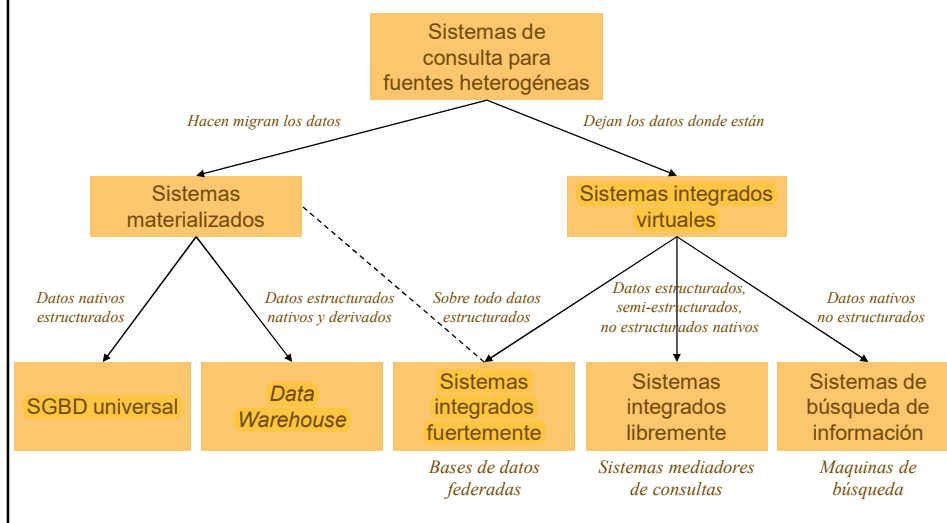 Sistemas de
consulta para
fuentes heterogéneas
Hacen migran los datos
Dejan los datos donde están
Sistemas
materializados
Sistemas integrados
virtuales
Datos nativos
estructurados
Datos estructurados
nativos y derivados
Sobre todo datos
estructurados
Datos estructurados,
semi-estructurados,
no estructurados nativos
Datos nativos
no estructurados
SGBD universal
Data
Warehouse
Sistemas
integrados
fuertemente
Sistemas
integrados
libremente
Sistemas de
búsqueda de
información
Bases de datos
federadas
Sistemas mediadores
de consultas
Maquinas de
búsqueda